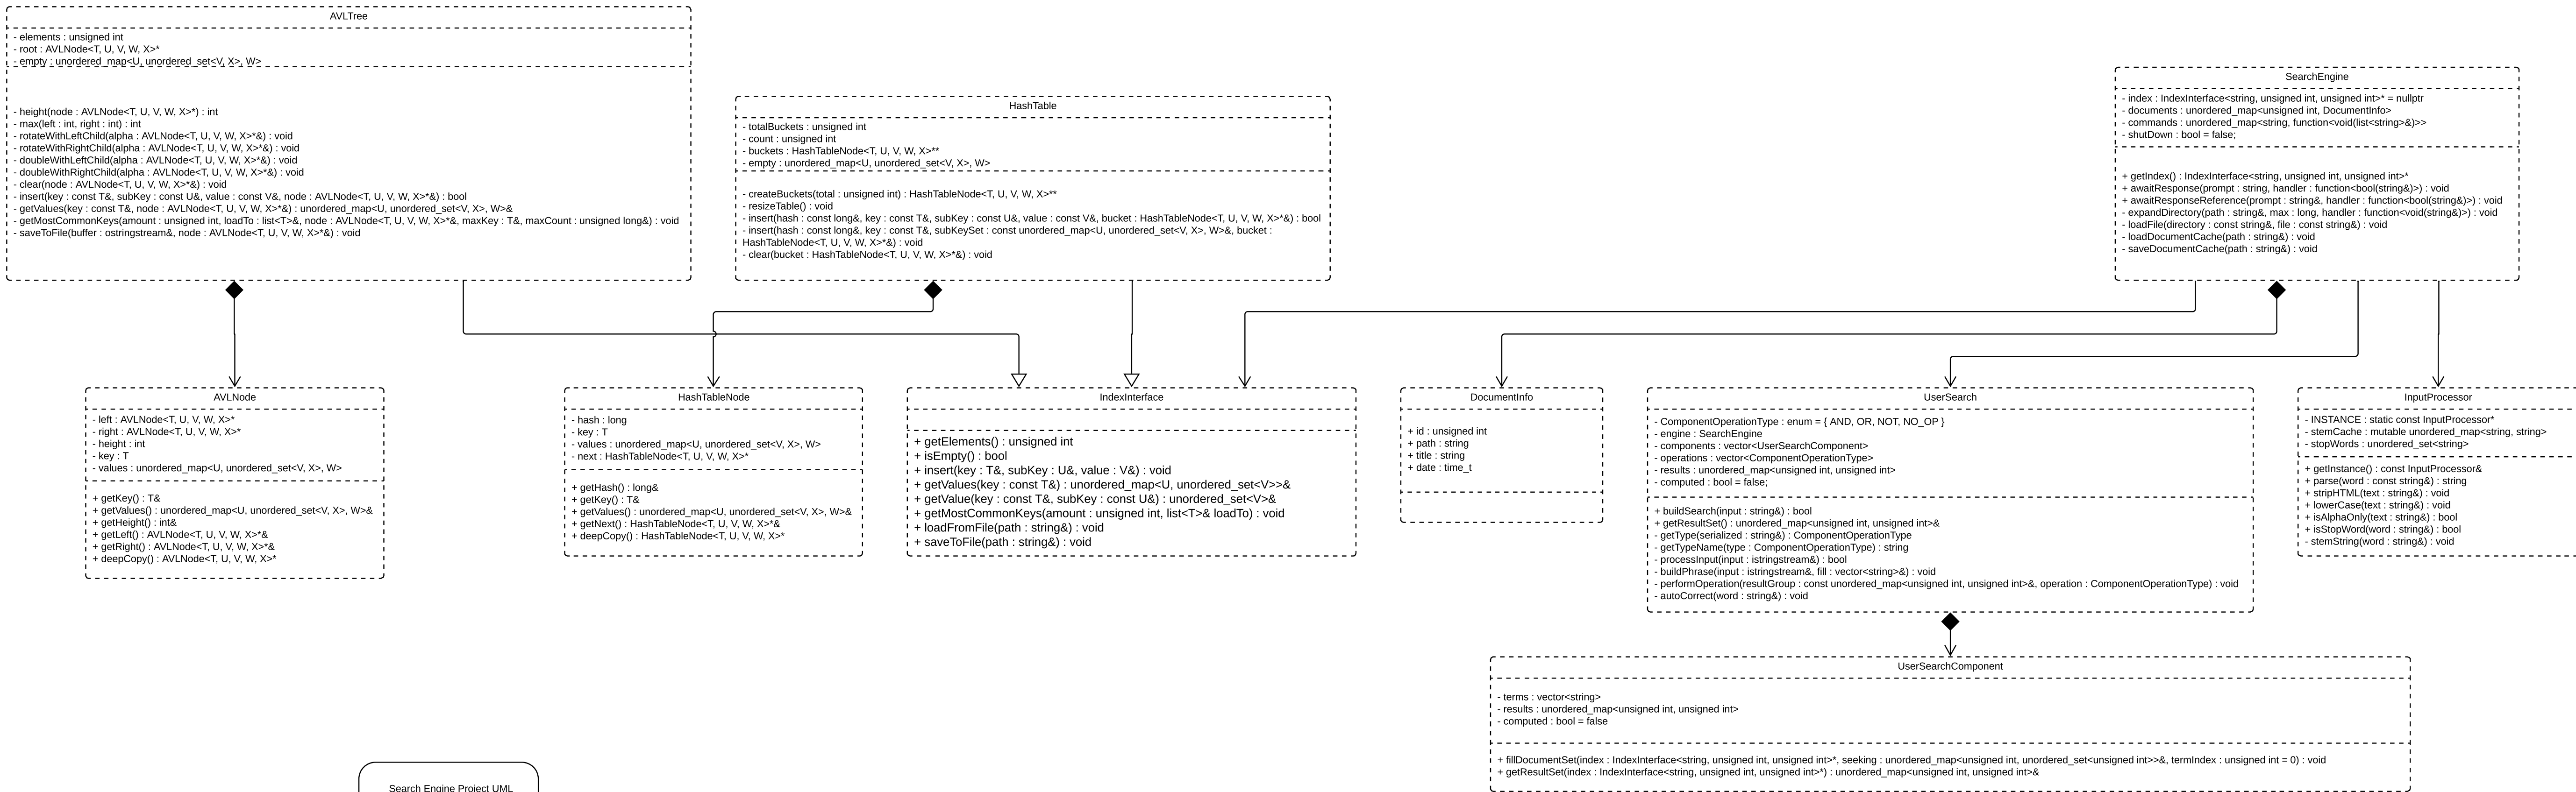 AVLTree
- elements : unsigned int
- root : AVLNode<T, U, V, W, X>*
- empty : unordered_map<U, unordered_set<V, X>, W>
- height(node : AVLNode<T, U, V, W, X>*) : int
- max(left : int, right : int) : int
- rotateWithLeftChild(alpha : AVLNode<T, U, V, W, X>*&) : void
- rotateWithRightChild(alpha : AVLNode<T, U, V, W, X>*&) : void
- doubleWithLeftChild(alpha : AVLNode<T, U, V, W, X>*&) : void
- doubleWithRightChild(alpha : AVLNode<T, U, V, W, X>*&) : void
- clear(node : AVLNode<T, U, V, W, X>*&) : void
- insert(key : const T&, subKey : const U&, value : const V&, node : AVLNode<T, U, V, W, X>*&) : bool
- getValues(key : const T&, node : AVLNode<T, U, V, W, X>*&) : unordered_map<U, unordered_set<V, X>, W>&
- getMostCommonKeys(amount : unsigned int, loadTo : list<T>&, node : AVLNode<T, U, V, W, X>*&, maxKey : T&, maxCount : unsigned long&) : void
- saveToFile(buffer : ostringstream&, node : AVLNode<T, U, V, W, X>*&) : void
HashTable
- totalBuckets : unsigned int
- count : unsigned int
- buckets : HashTableNode<T, U, V, W, X>**
- empty : unordered_map<U, unordered_set<V, X>, W>
- createBuckets(total : unsigned int) : HashTableNode<T, U, V, W, X>**
- resizeTable() : void
- insert(hash : const long&, key : const T&, subKey : const U&, value : const V&, bucket : HashTableNode<T, U, V, W, X>*&) : bool
- insert(hash : const long&, key : const T&, subKeySet : const unordered_map<U, unordered_set<V, X>, W>&, bucket :
HashTableNode<T, U, V, W, X>*&) : void
- clear(bucket : HashTableNode<T, U, V, W, X>*&) : void
SearchEngine
- index : IndexInterface<string, unsigned int, unsigned int>* = nullptr
- documents : unordered_map<unsigned int, DocumentInfo>
- commands : unordered_map<string, function<void(list<string>&)>>
- shutDown : bool = false;
+ getIndex() : IndexInterface<string, unsigned int, unsigned int>*
+ awaitResponse(prompt : string, handler : function<bool(string&)>) : void
+ awaitResponseReference(prompt : string&, handler : function<bool(string&)>) : void
- expandDirectory(path : string&, max : long, handler : function<void(string&)>) : void
- loadFile(directory : const string&, file : const string&) : void
- loadDocumentCache(path : string&) : void
- saveDocumentCache(path : string&) : void
AVLNode
- left : AVLNode<T, U, V, W, X>*
- right : AVLNode<T, U, V, W, X>*
- height : int
- key : T
- values : unordered_map<U, unordered_set<V, X>, W>
+ getKey() : T&
+ getValues() : unordered_map<U, unordered_set<V, X>, W>&
+ getHeight() : int&
+ getLeft() : AVLNode<T, U, V, W, X>*&
+ getRight() : AVLNode<T, U, V, W, X>*&
+ deepCopy() : AVLNode<T, U, V, W, X>*
HashTableNode
- hash : long
- key : T
- values : unordered_map<U, unordered_set<V, X>, W>
- next : HashTableNode<T, U, V, W, X>*
+ getHash() : long&
+ getKey() : T&
+ getValues() : unordered_map<U, unordered_set<V, X>, W>&
+ getNext() : HashTableNode<T, U, V, W, X>*&
+ deepCopy() : HashTableNode<T, U, V, W, X>*
IndexInterface
+ getElements() : unsigned int
+ isEmpty() : bool
+ insert(key : T&, subKey : U&, value : V&) : void
+ getValues(key : const T&) : unordered_map<U, unordered_set<V>>&
+ getValue(key : const T&, subKey : const U&) : unordered_set<V>&
+ getMostCommonKeys(amount : unsigned int, list<T>& loadTo) : void
+ loadFromFile(path : string&) : void
+ saveToFile(path : string&) : void
DocumentInfo
+ id : unsigned int
+ path : string
+ title : string
+ date : time_t
UserSearch
- ComponentOperationType : enum = { AND, OR, NOT, NO_OP }
- engine : SearchEngine
- components : vector<UserSearchComponent>
- operations : vector<ComponentOperationType>
- results : unordered_map<unsigned int, unsigned int>
- computed : bool = false;
+ buildSearch(input : string&) : bool
+ getResultSet() : unordered_map<unsigned int, unsigned int>&
- getType(serialized : string&) : ComponentOperationType
- getTypeName(type : ComponentOperationType) : string
- processInput(input : istringstream&) : bool
- buildPhrase(input : istringstream&, fill : vector<string>&) : void
- performOperation(resultGroup : const unordered_map<unsigned int, unsigned int>&, operation : ComponentOperationType) : void
- autoCorrect(word : string&) : void
InputProcessor
- INSTANCE : static const InputProcessor*
- stemCache : mutable unordered_map<string, string>
- stopWords : unordered_set<string>
+ getInstance() : const InputProcessor&
+ parse(word : const string&) : string
+ stripHTML(text : string&) : void
+ lowerCase(text : string&) : void
+ isAlphaOnly(text : string&) : bool
+ isStopWord(word : string&) : bool
- stemString(word : string&) : void
UserSearchComponent
- terms : vector<string>
- results : unordered_map<unsigned int, unsigned int>
- computed : bool = false
+ fillDocumentSet(index : IndexInterface<string, unsigned int, unsigned int>*, seeking : unordered_map<unsigned int, unordered_set<unsigned int>>&, termIndex : unsigned int = 0) : void
+ getResultSet(index : IndexInterface<string, unsigned int, unsigned int>*) : unordered_map<unsigned int, unsigned int>&
Search Engine Project UML